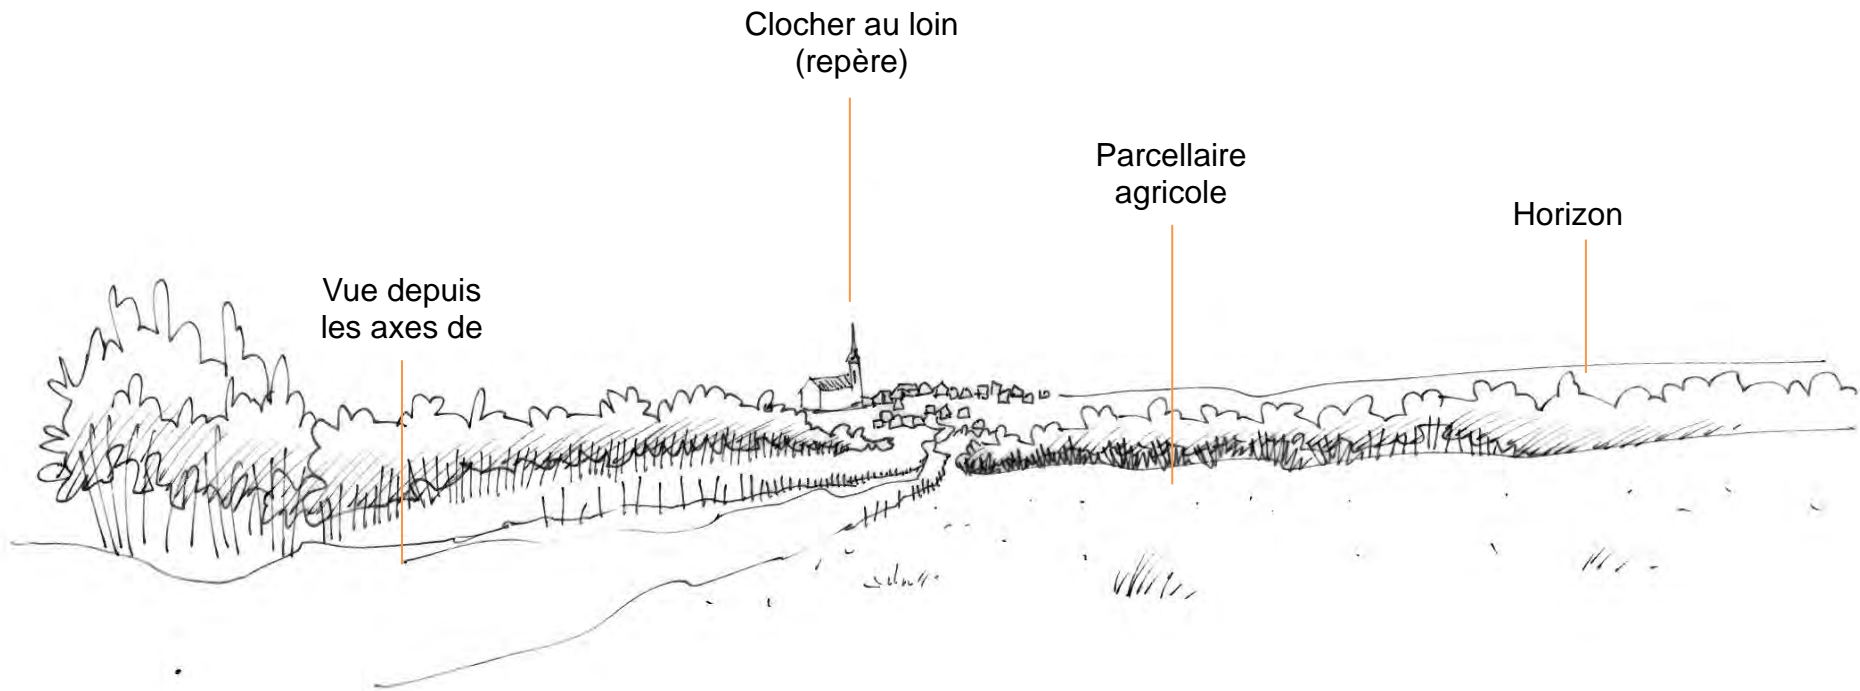 Clocher au loin
(repère)
Parcellaire
agricole
Horizon
Vue depuis
les axes de